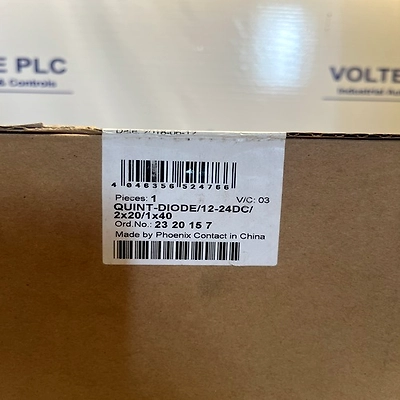 E PLC
& Controls
VOLTE
Industrial Au
4 046356 524766
Pieces: 1
V/C: 03
QUINT-DIODE/12-24DC/
2x20/1x40
Ord.No.: 23 20 15 7
Made by Phoenix Contact in China